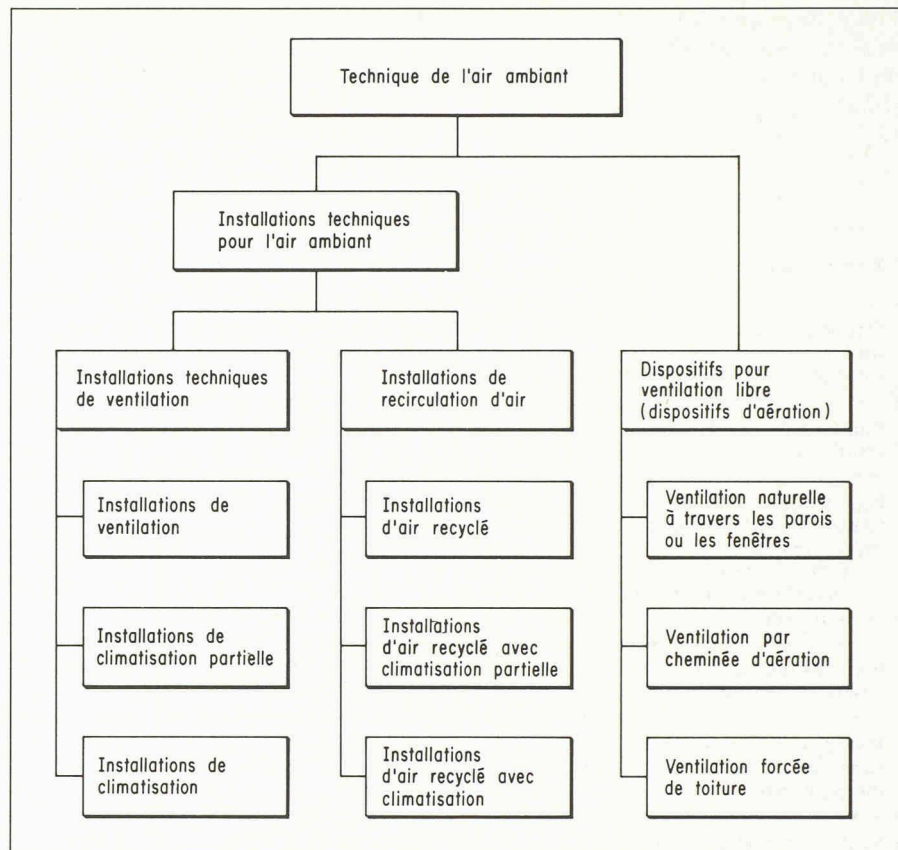 Technique de l'air ambiant
Installations techniques
pour l'air ambiant
Installations techniques
de ventilation
Installations de
recirculation d'air
Dispositifs pour
ventilation libre
(dispositifs d'aération)
Installations de
ventilation
Installations
d'air recyclé
Ventilation naturelle
à travers les parois
ou les fenêtres
Installations de
climatisation partielle
Installations
d'air recyclé avec
climatisation partielle
Ventilation par
cheminée d'aération
Installations de
climatisation
Installations
d'air recyclé avec
climatisation
Ventilation forcée
de toiture